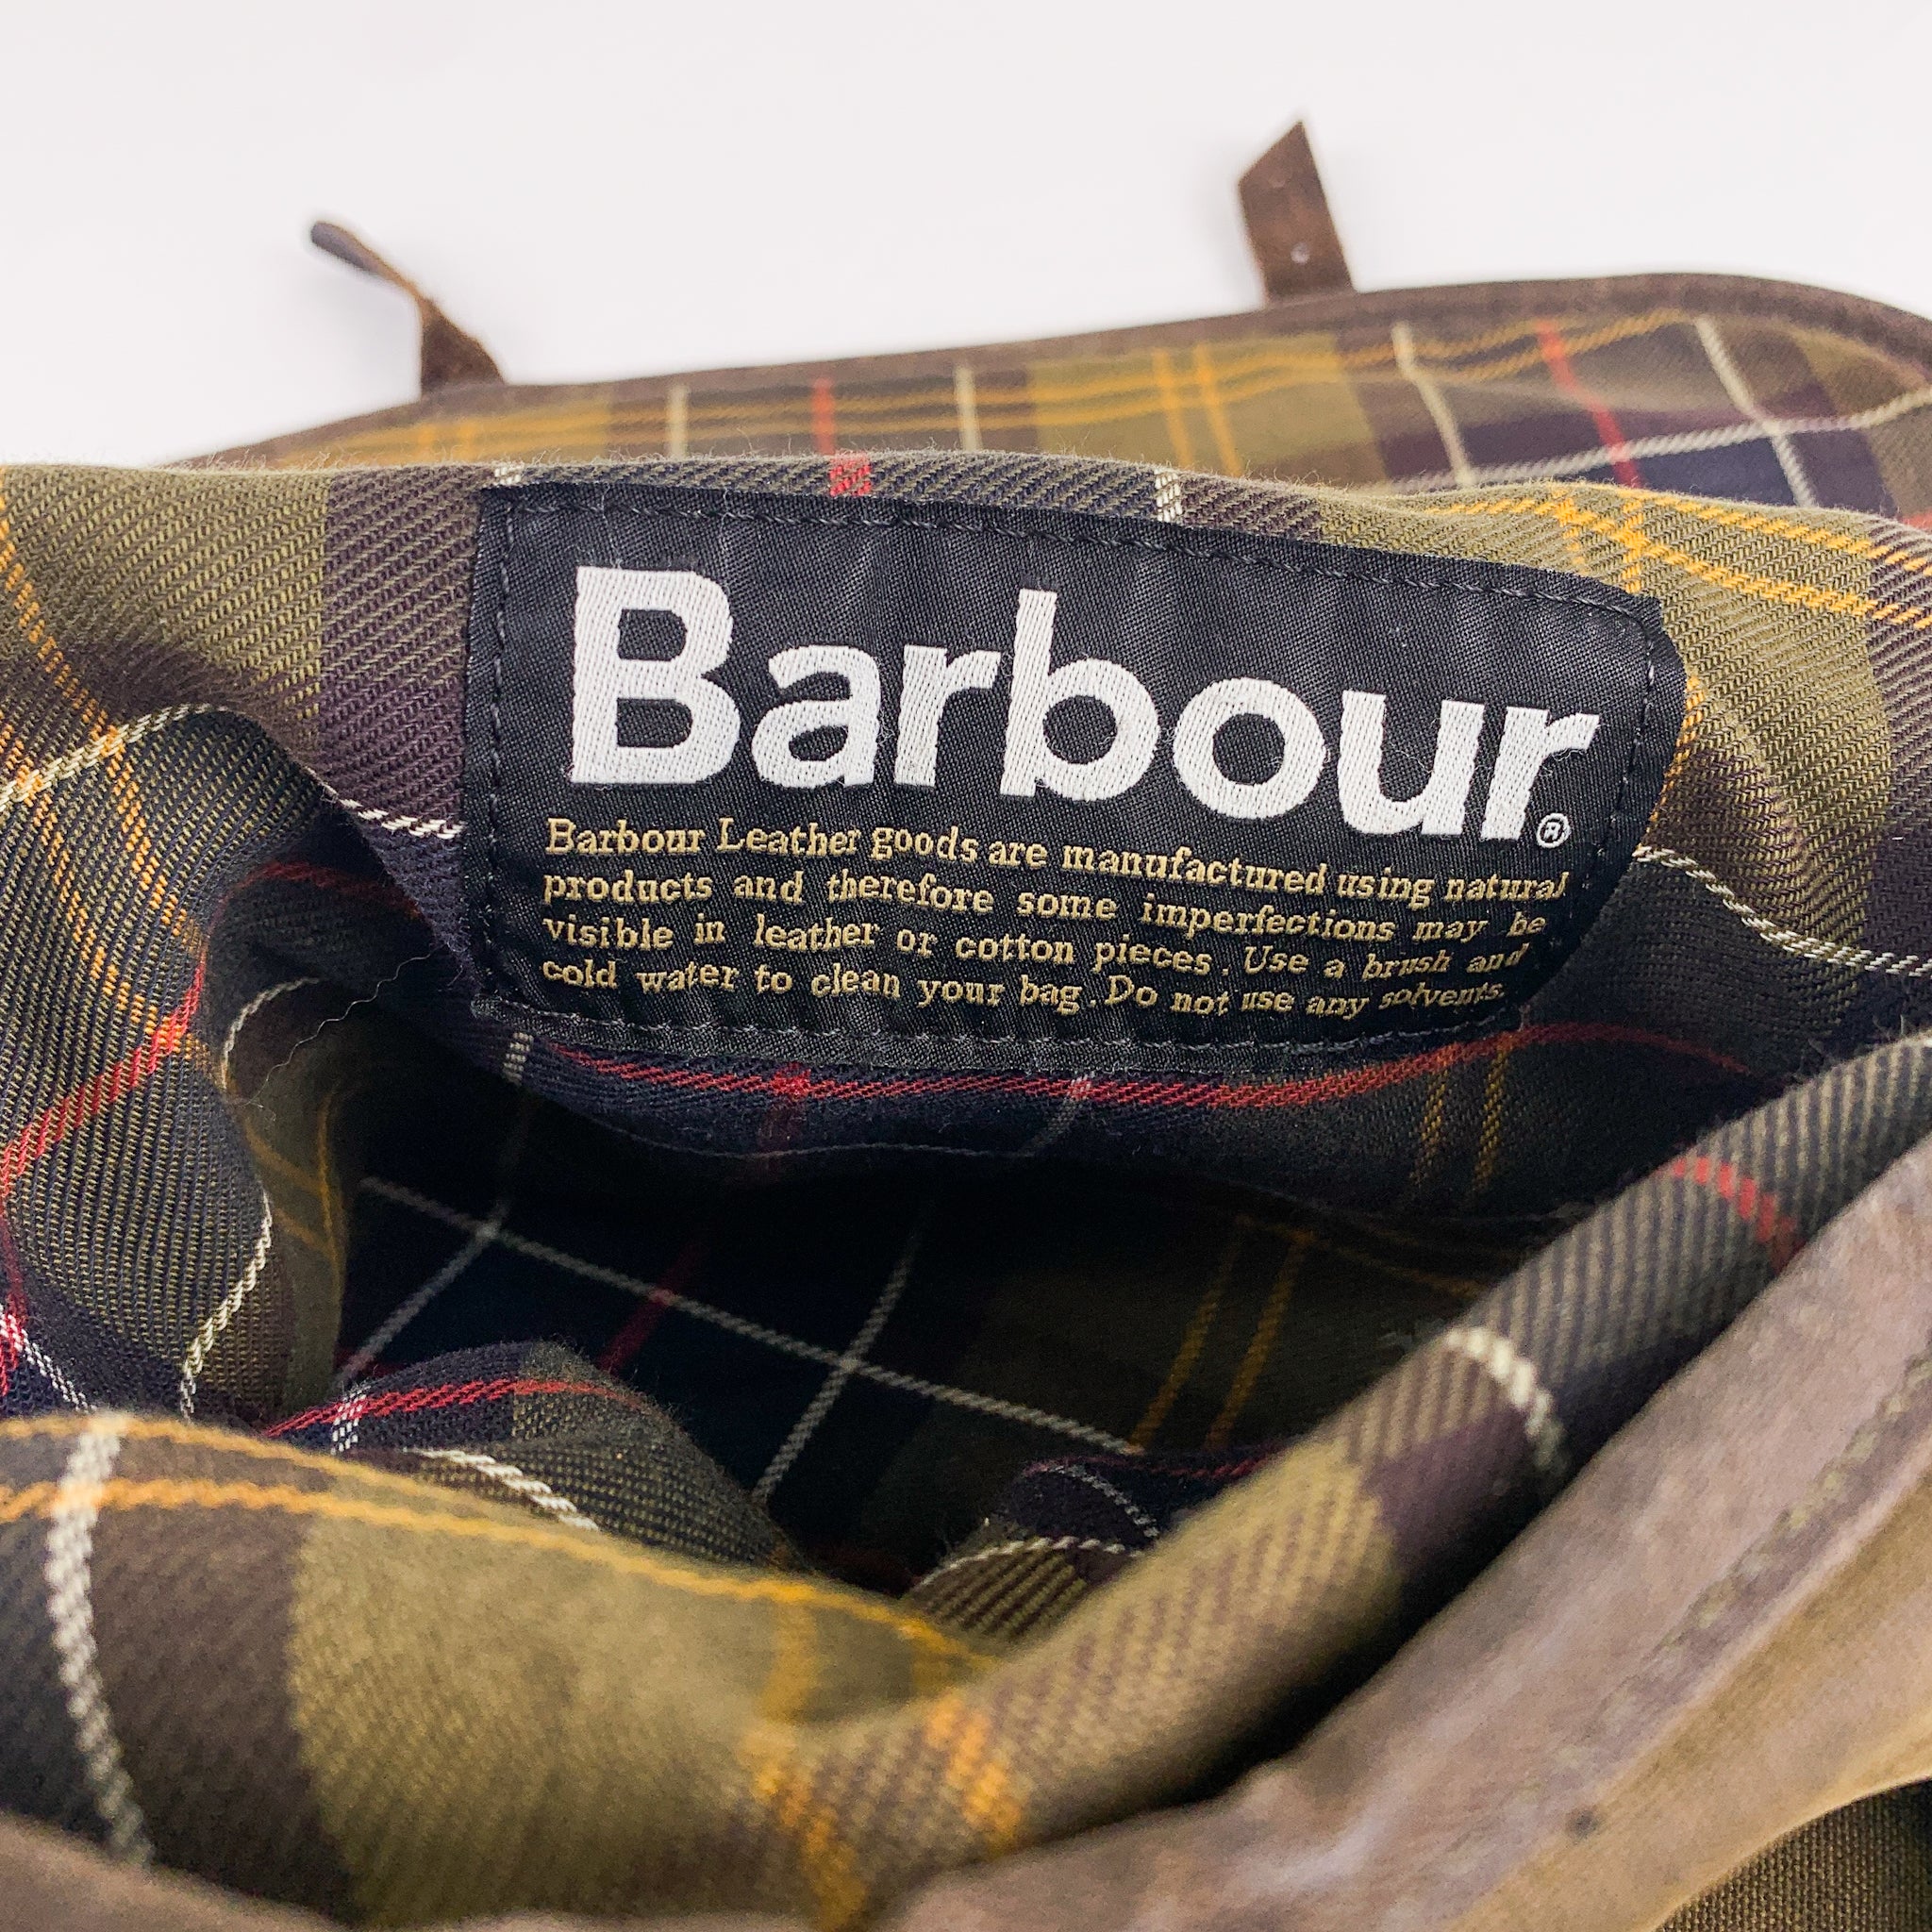 Barbour®
Barbour Leather goods are manufactured using natural
products and therefore some imperfections may be
visible in leather or cotton pieces. Use a brush and
cold water to clean your bag. Do not use any solvents.